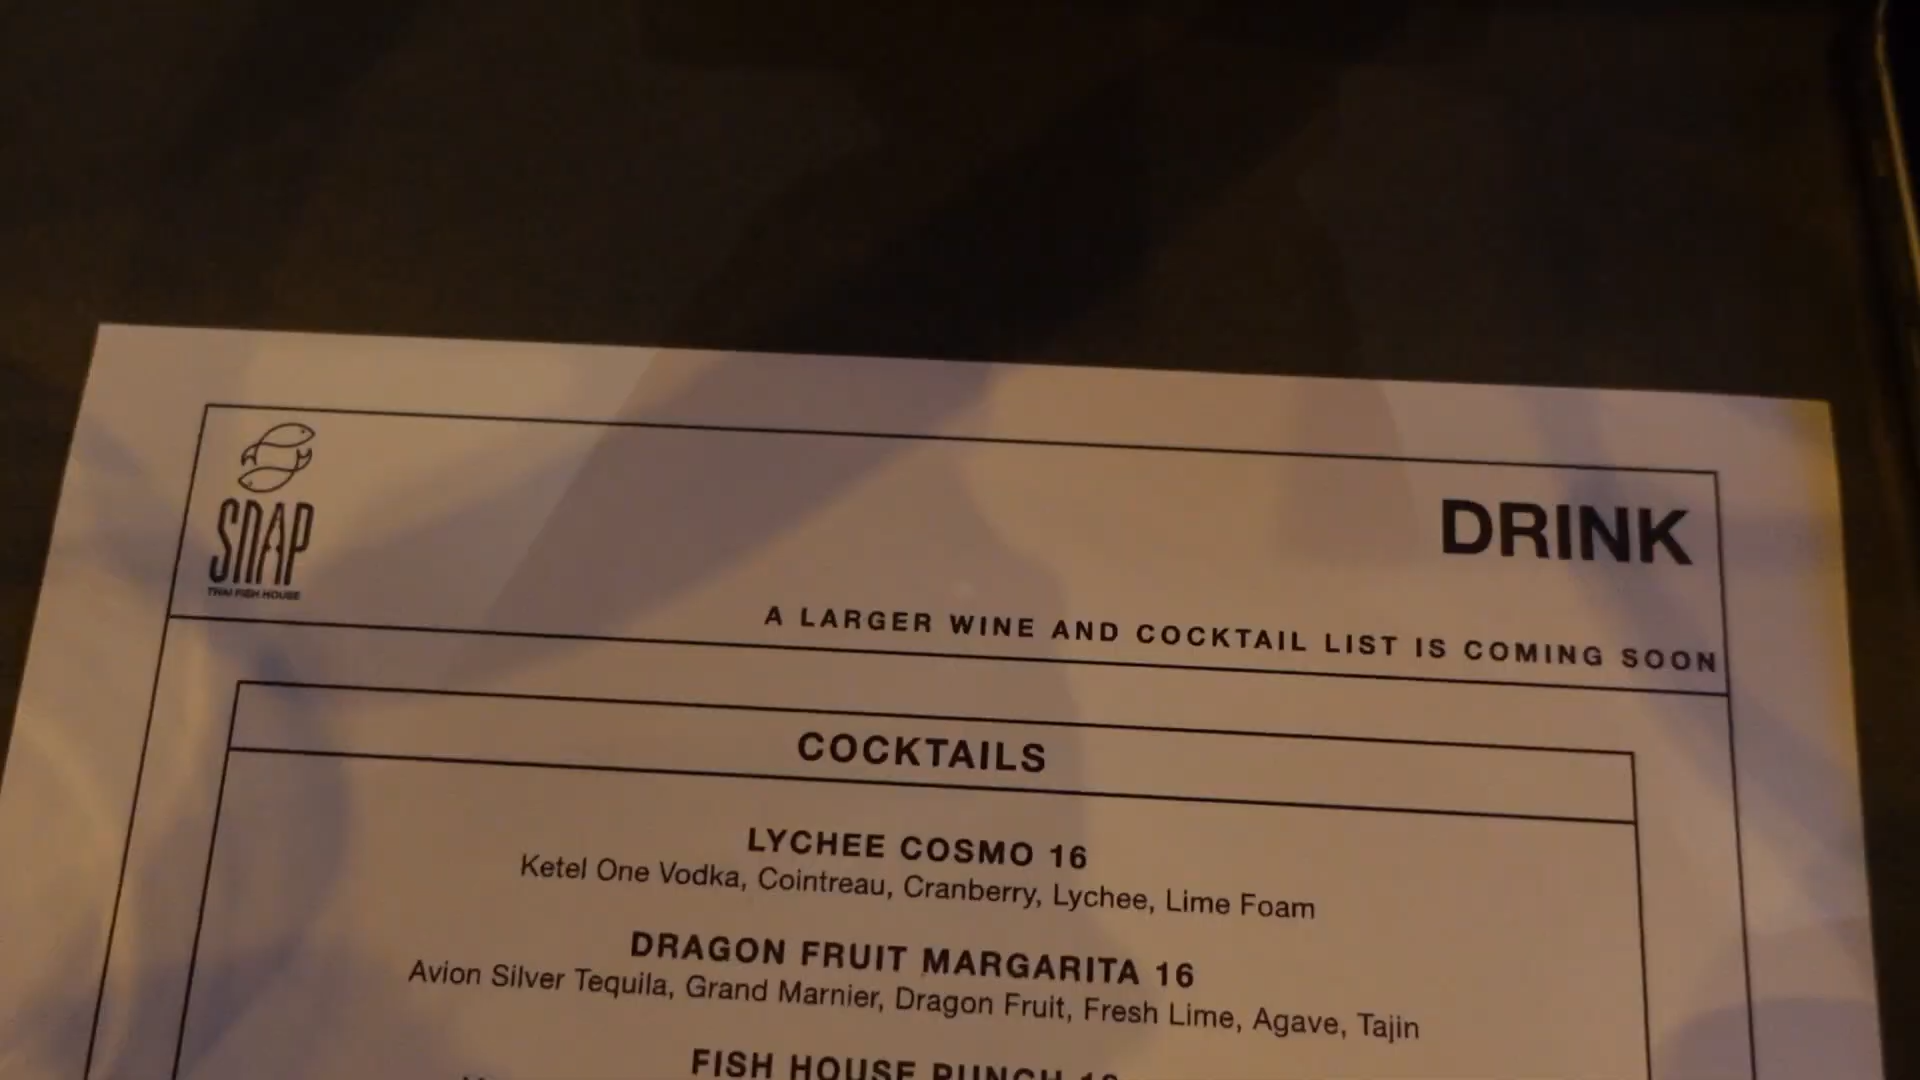 SNAP
THAI FISH HOUSE
DRINK
A LARGER WINE AND COCKTAIL LIST IS COMING SOON
COCKTAILS
LYCHEE COSMO 16
Ketel One Vodka, Cointreau, Cranberry, Lychee, Lime Foam
DRAGON FRUIT MARGARITA 16
Avion Silver Tequila, Grand Marnier, Dragon Fruit, Fresh Lime, Agave, Tajin
FISH HOUSE PUNCH